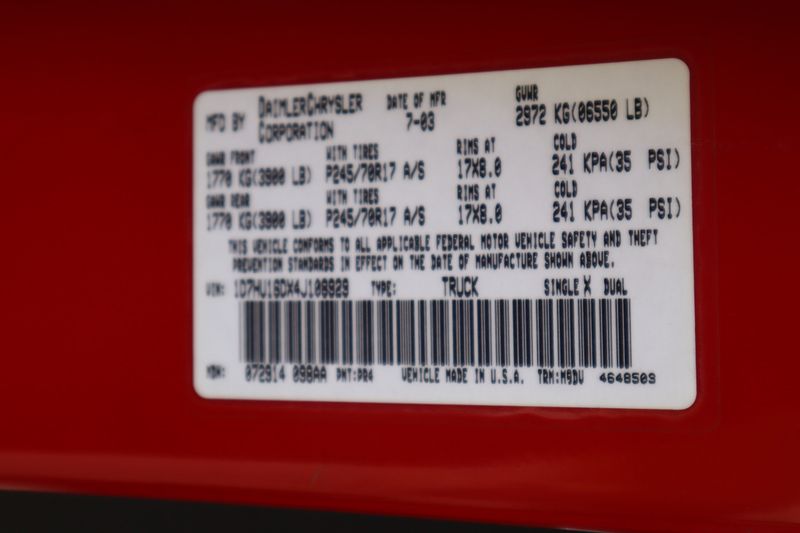 MFD BY DAIMLERCHRYSLER CORPORATION DATE OF MFR 7-03 GVWR 2972 KG(06550 LB)
GAWR FRONT WITH TIRES RIMS AT COLD
1770 KG(3900 LB) P245/70R17 A/S 17X8.0 241 KPA(35 PSI)
GAWR REAR WITH TIRES RIMS AT COLD
1770 KG(3900 LB) P245/70R17 A/S 17X8.0 241 KPA(35 PSI)
THIS VEHICLE CONFORMS TO ALL APPLICABLE FEDERAL MOTOR VEHICLE SAFETY AND THEFT
PREVENTION STANDARDS IN EFFECT ON THE DATE OF MANUFACTURE SHOWN ABOVE.
VIN: TYPE: TRUCK SINGLE X DUAL
MDH: 072914 098AA PNT:PR4 VEHICLE MADE IN U.S.A. TRM:M9DV 4648509